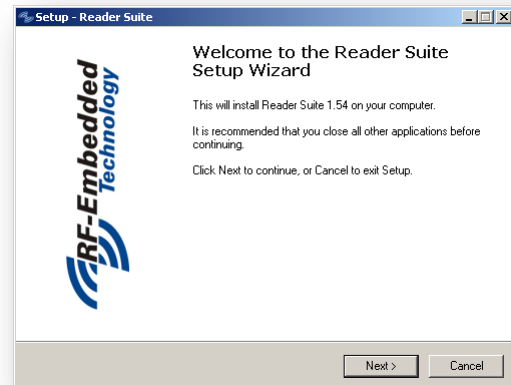 Setup - Reader Suite
Welcome to the Reader Suite
Setup Wizard
This will install Reader Suite 1.54 on your computer.
It is recommended that you close all other applications before
continuing.
Click Next to continue, or Cancel to exit Setup.
RF-Embedded
Technology
Next >
Cancel